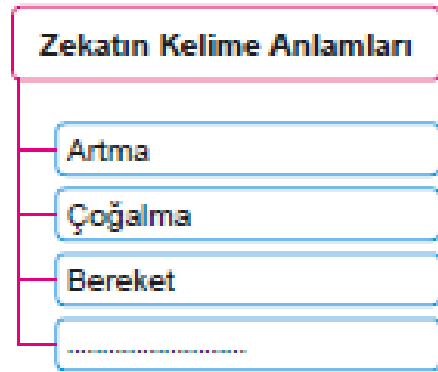 Zekatın Kelime Anlamları
Artma
Çoğalma
Bereket
................................